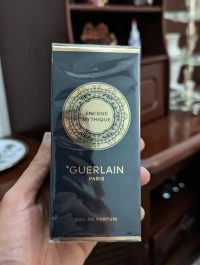 ENCENS
MYTHIQUE
GUERLAIN
PARIS
EAU DE PARFUM